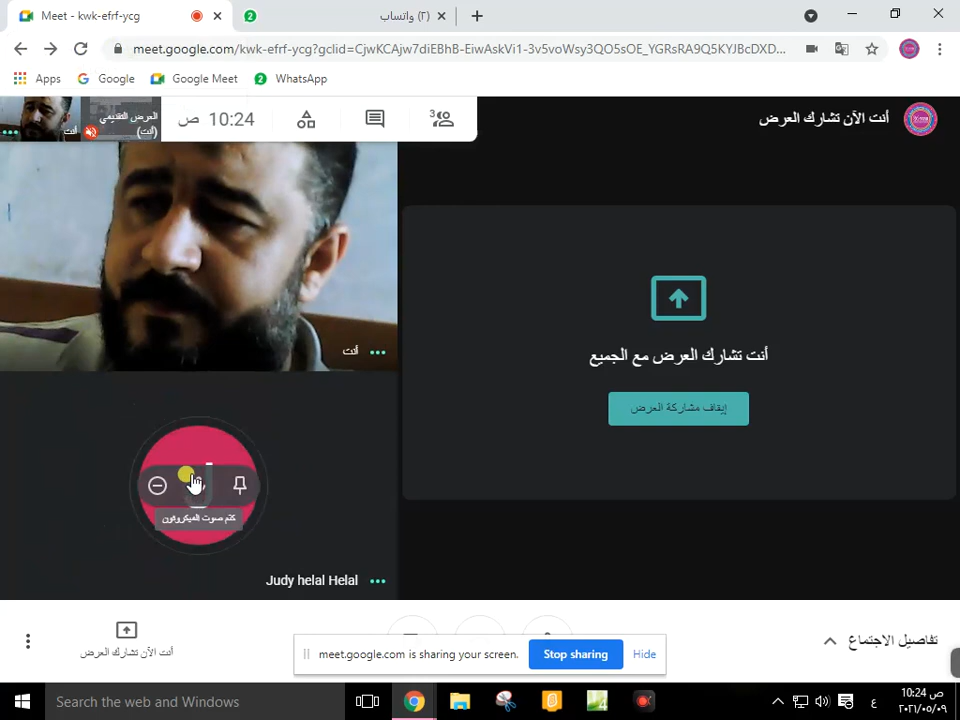 Meet - kwk-efrf-ycg
(٢) واتساب
meet.google.com/kwk-efrf-ycg?gclid=CjwKCAjw7diEBhB-EiwAskVi1-3v5voWsy3QO5sOE_YGRsRA9Q5KYJBcDXD...
Apps
Google
Google Meet
2 WhatsApp
العرض التقديمي
(أنت)
أنت
10:24 ص
3
أنت الآن تشارك العرض
أنت
أنت تشارك العرض مع الجميع
إيقاف مشاركة العرض
كتم صوت الميكروفون
Judy helal Helal
أنت الآن تشارك العرض
meet.google.com is sharing your screen.
Stop sharing
Hide
تفاصيل الاجتماع
Search the web and Windows
ع
10:24 ص
٢٠٢١/٠٥/٠٩